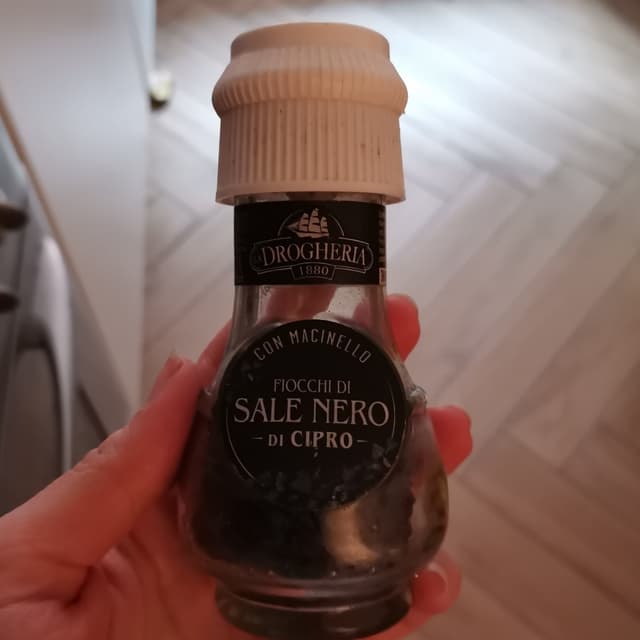 DROGHERIA
1880
CON MACINELLO
FIOCCHI DI
SALE NERO
DI CIPRO